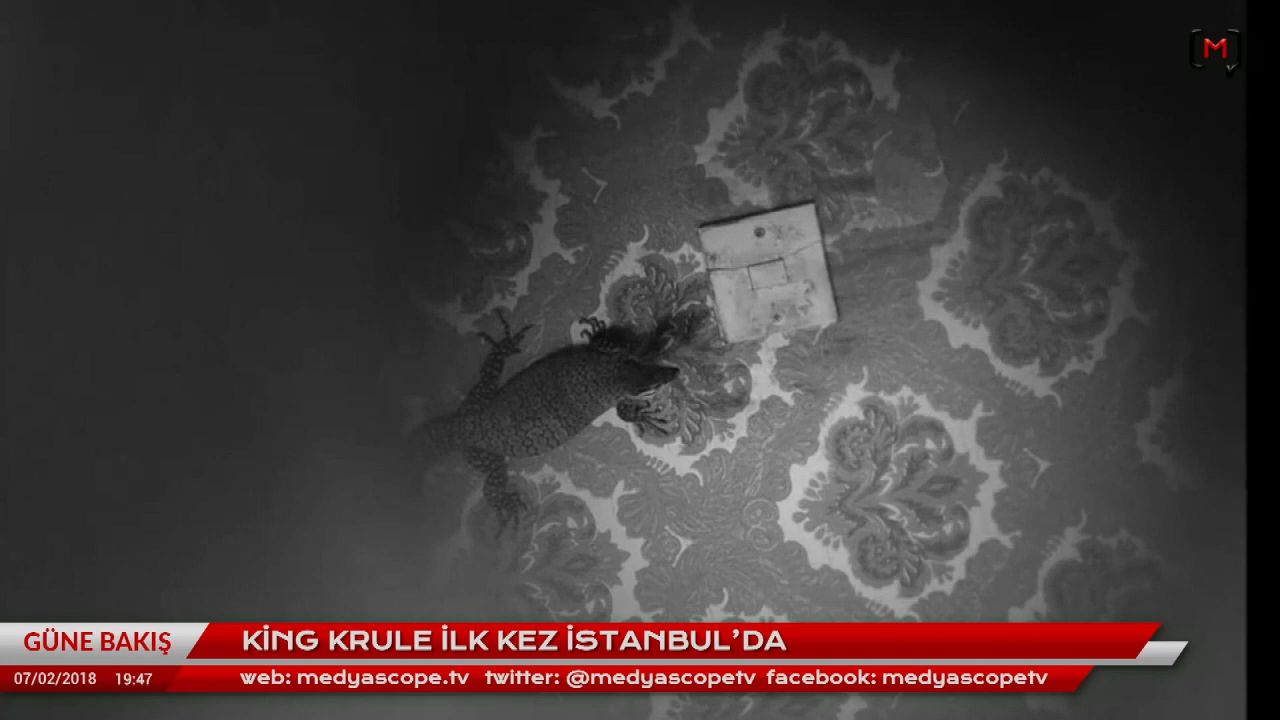 M
GÜNE BAKIŞ
KİNG KRULE İLK KEZ İSTANBUL'DA
07/02/2018 19:47
web: medyascope.tv twitter: @medyascopetv facebook: medyascopetv